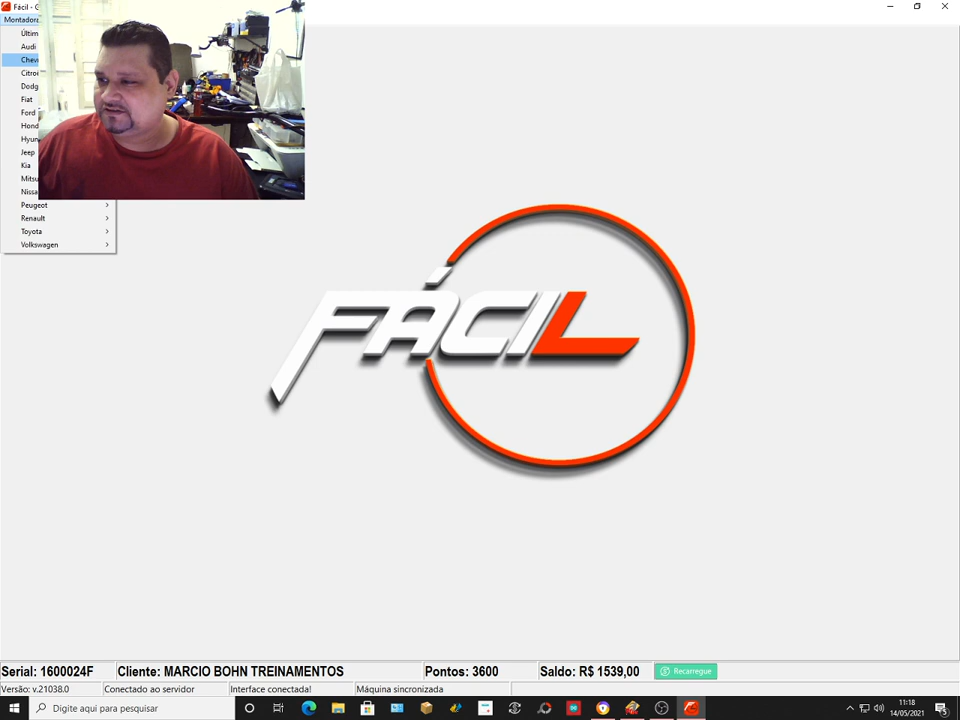 Fácil - G
Montadora
Últim
Audi
Chev
Citro
Dodg
Fiat
Ford
Hond
Hyun
Jeep
Kia
Mitsu
Nissa
Peugeot
Renault
Toyota
Volkswagen
FÁCIL
Serial: 1600024F Cliente: MARCIO BOHN TREINAMENTOS Pontos: 3600 Saldo: R$ 1539,00 Recarregue
Versão: v.21038.0 Conectado ao servidor Interface conectada! Máquina sincronizada
Digite aqui para pesquisar
11:18
14/05/2021